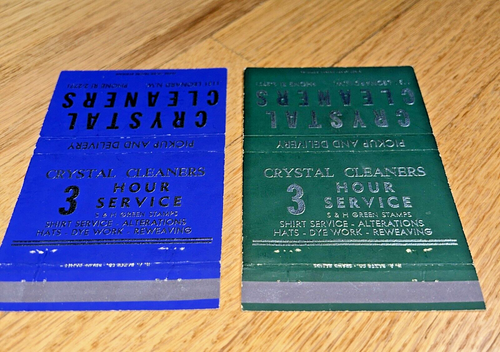 CRYSTAL
CLEANERS
PICKUP AND DELIVERY
CRYSTAL CLEANERS
3 HOUR
SERVICE
S & H GREEN STAMPS
SHIRT SERVICE - ALTERATIONS
HATS - DYE WORK - REWEAVING
CRYSTAL
CLEANERS
PICKUP AND DELIVERY
CRYSTAL CLEANERS
3 HOUR
SERVICE
S & H GREEN STAMPS
SHIRT SERVICE - ALTERATIONS
HATS - DYE WORK - REWEAVING